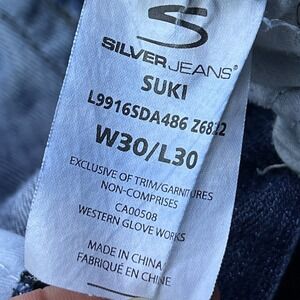 S
SILVER JEANS®
SUKI
L9916SDA486 Z6822
W30/L30
EXCLUSIVE OF TRIM/GARNITURES
NON-COMPRISES
CA00508
WESTERN GLOVE WORKS
MADE IN CHINA
FABRIQUÉ EN CHINE